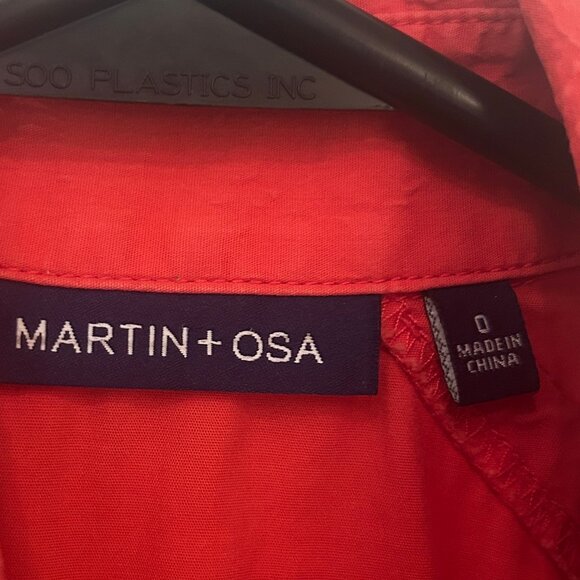 SOO PLASTICS INC
MARTIN + OSA
0
MADE IN
CHINA